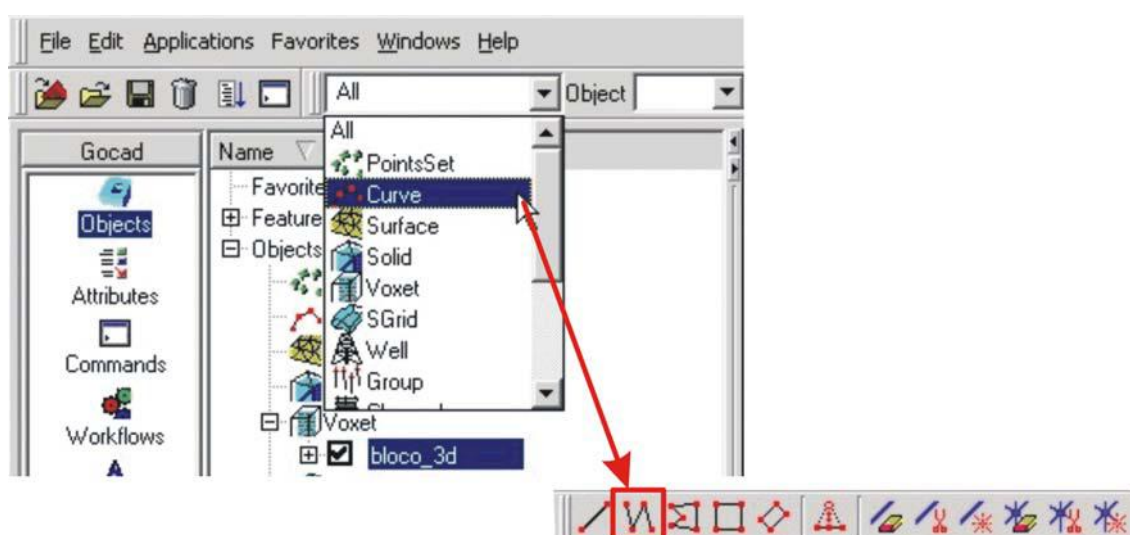 File Edit Applications Favorites Windows Help
All Object
Gocad
Objects
Attributes
Commands
Workflows
Name
Favorite
Feature
Objects
Voxet
bloco_3d
All
PointsSet
Curve
Surface
Solid
Voxet
SGrid
Well
Group